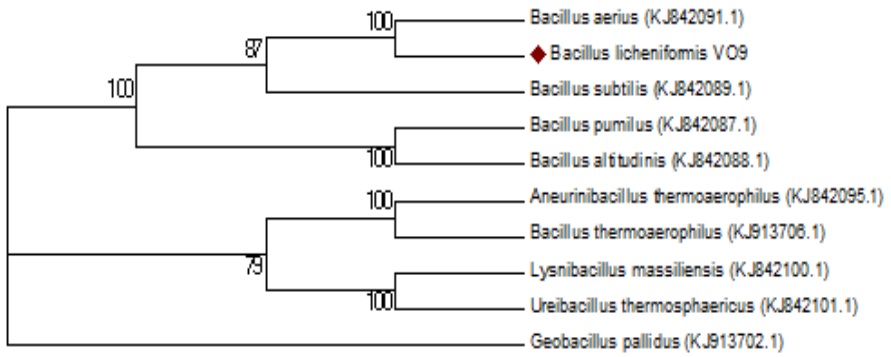 100
Bacillus aerius (KJ842091.1)
87
Bacillus licheniformis VO9
100
Bacillus subtilis (KJ842089.1)
Bacillus pumilus (KJ842087.1)
100
Bacillus altitudinis (KJ842088.1)
100
Aneurinibacillus thermoaerophilus (KJ842095.1)
Bacillus thermoaerophilus (KJ913706.1)
79
Lysnibacillus massiliensis (KJ842100.1)
100
Ureibacillus thermosphaericus (KJ842101.1)
Geobacillus pallidus (KJ913702.1)